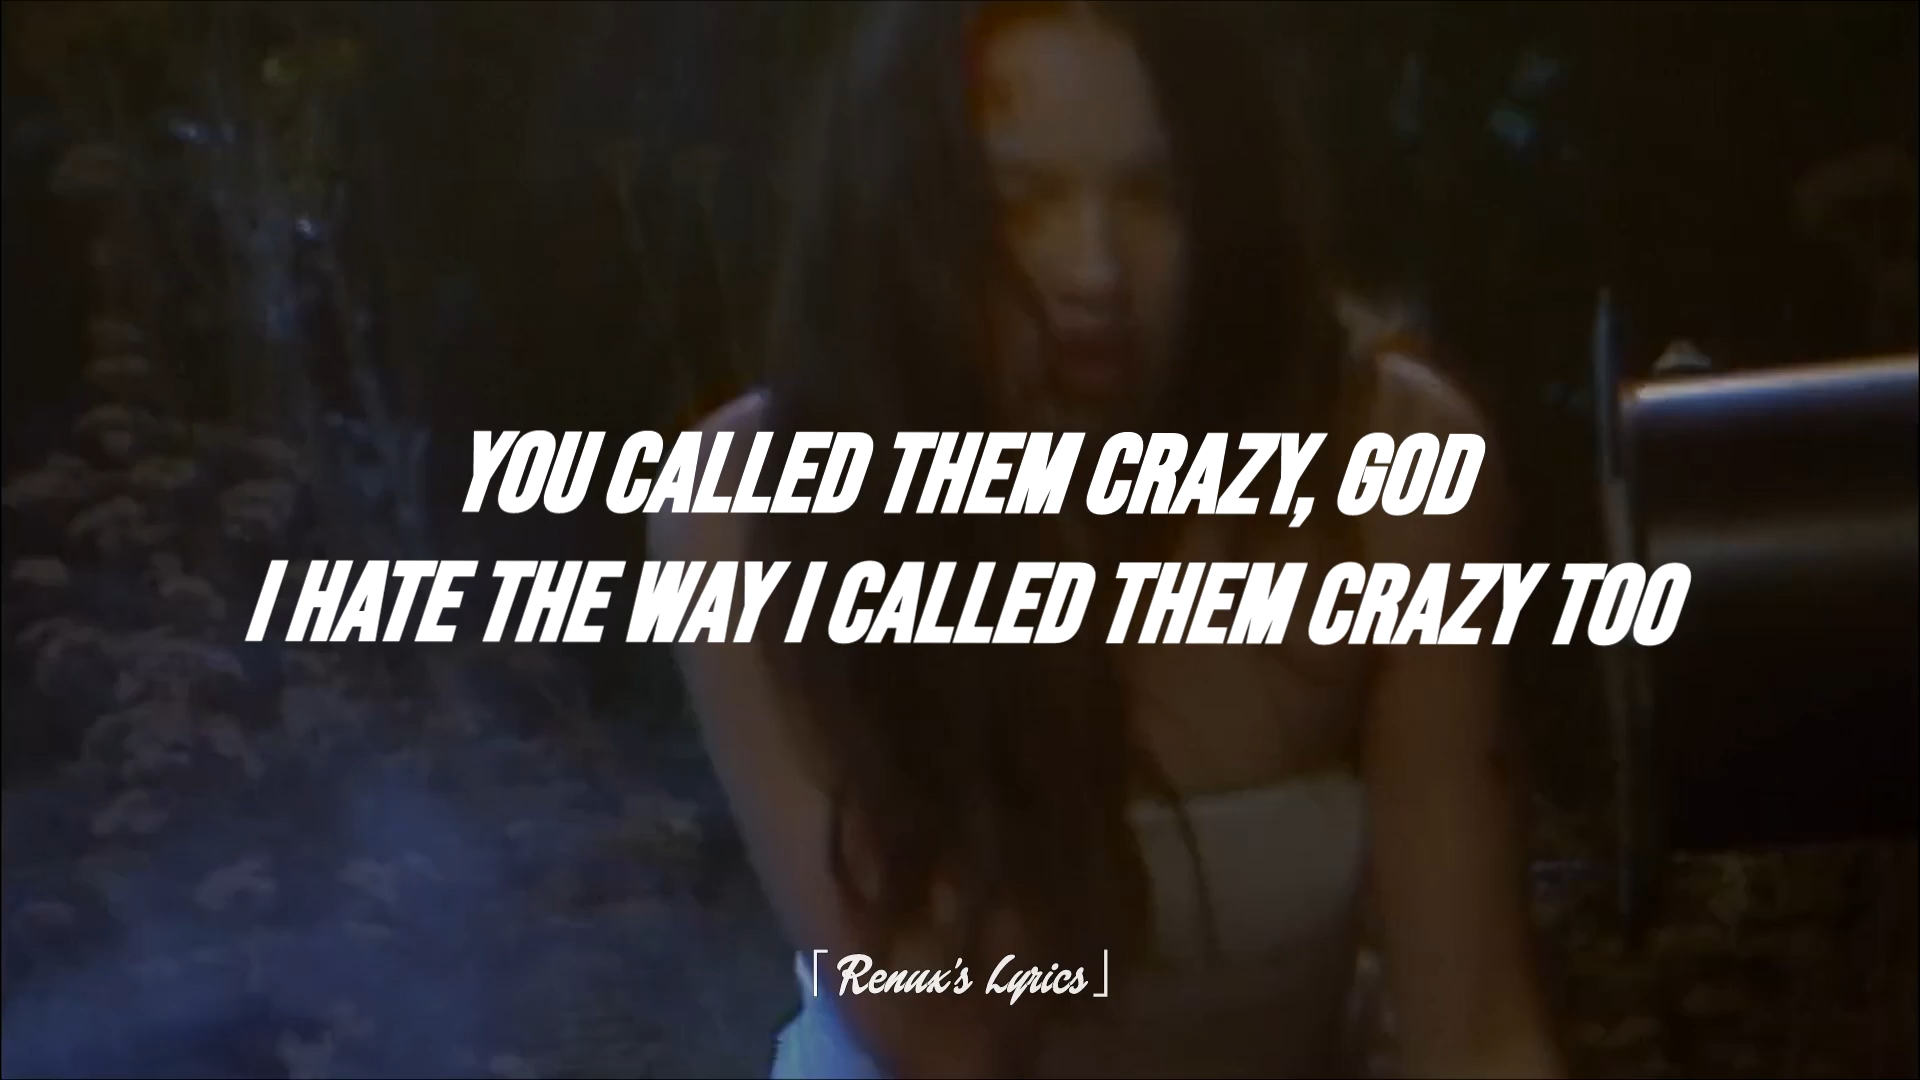 YOU CALLED THEM CRAZY, GOD
I HATE THE WAY I CALLED THEM CRAZY TOO
「Renux's Lyrics」